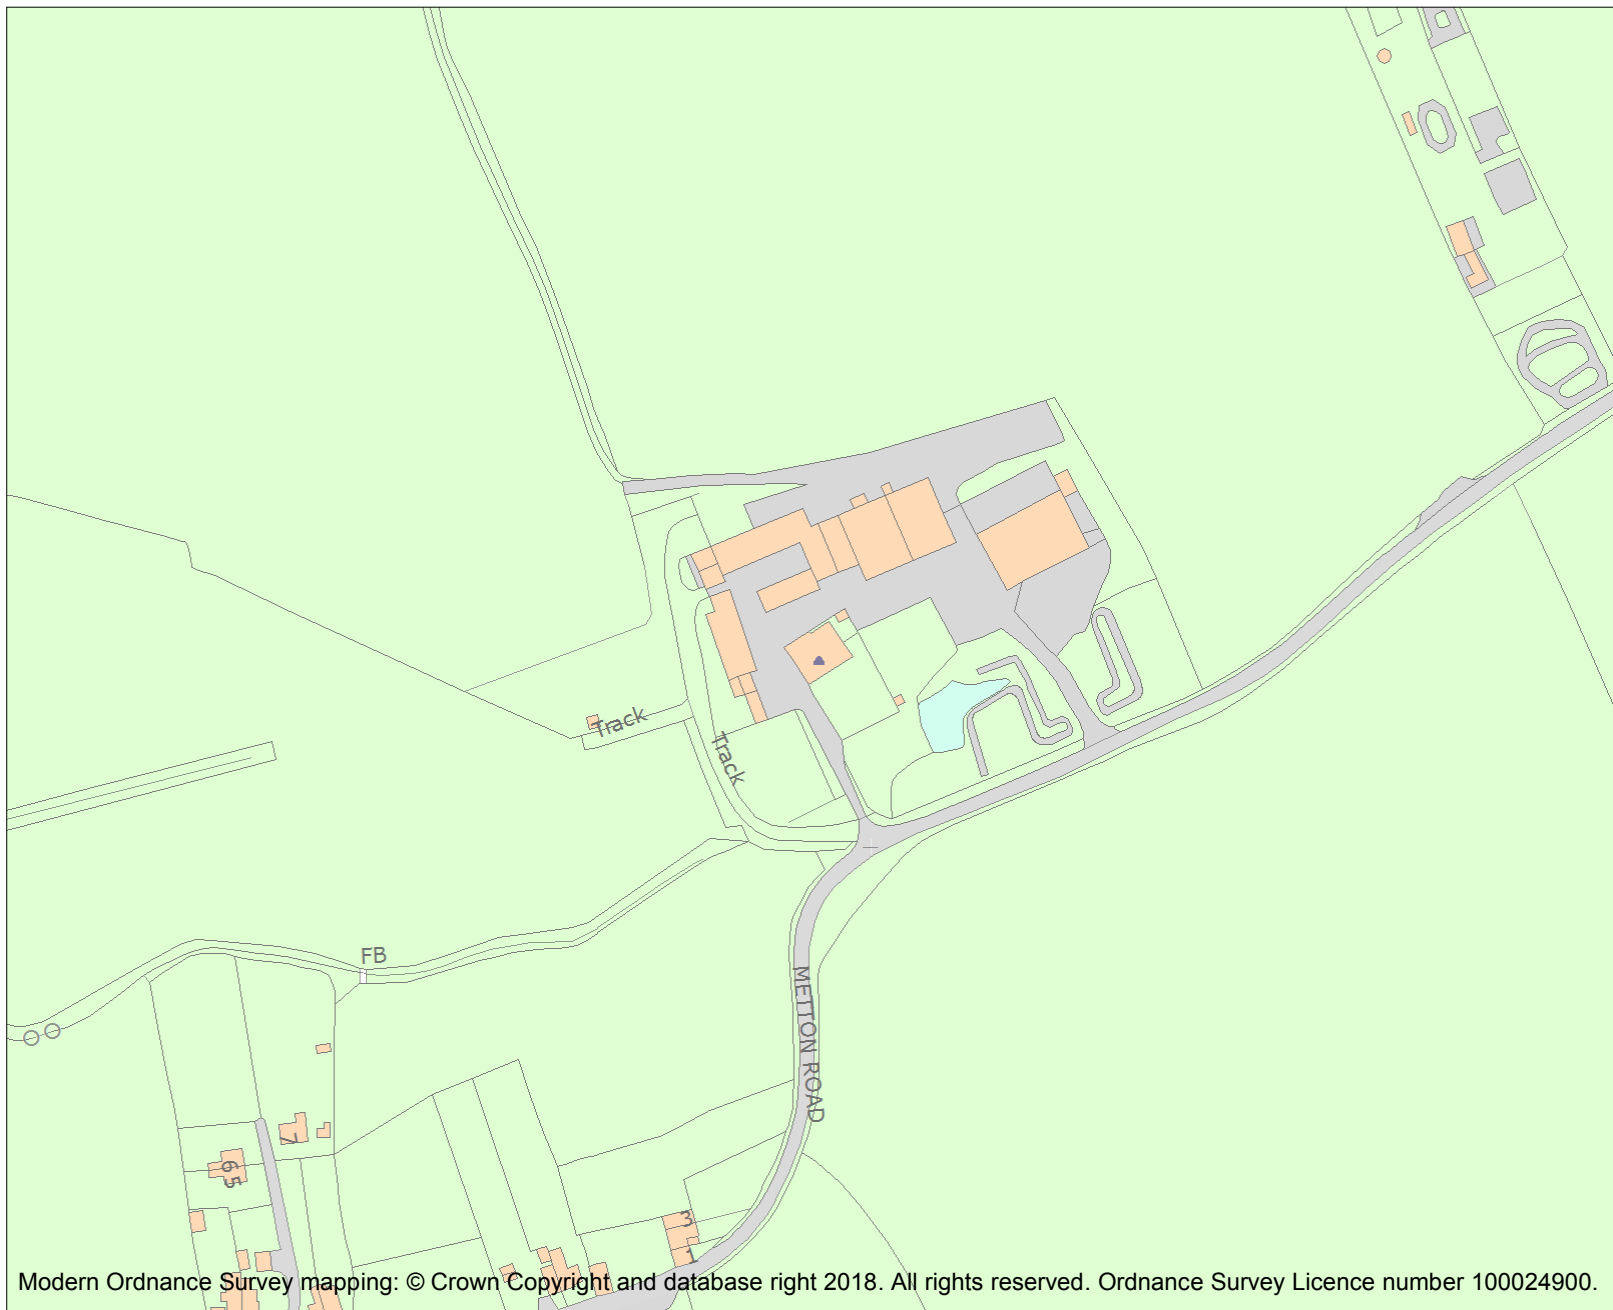 Track
Track
FB
METTON ROAD
7
6
5
3
1
Modern Ordnance Survey mapping: © Crown Copyright and database right 2018. All rights reserved. Ordnance Survey Licence number 100024900.